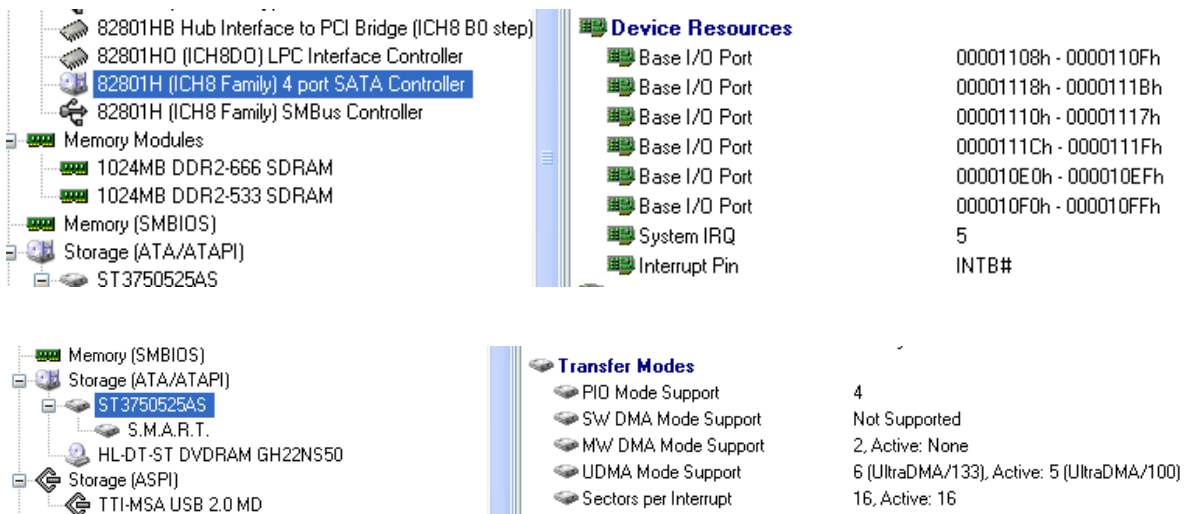 82801HB Hub Interface to PCI Bridge (ICH8 B0 step)
82801HO (ICH8DO) LPC Interface Controller
82801H (ICH8 Family) 4 port SATA Controller
82801H (ICH8 Family) SMBus Controller
Memory Modules
1024MB DDR2-666 SDRAM
1024MB DDR2-533 SDRAM
Memory (SMBIOS)
Storage (ATA/ATAPI)
ST3750525AS
Device Resources
Base I/O Port 00001108h - 0000110Fh
Base I/O Port 00001118h - 0000111Bh
Base I/O Port 00001110h - 00001117h
Base I/O Port 0000111Ch - 0000111Fh
Base I/O Port 000010E0h - 000010EFh
Base I/O Port 000010F0h - 000010FFh
System IRQ 5
Interrupt Pin INTB#
Memory (SMBIOS)
Storage (ATA/ATAPI)
ST3750525AS
S.M.A.R.T.
HL-DT-ST DVDRAM GH22NS50
Storage (ASPI)
TTI-MSA USB 2.0 MD
Transfer Modes
PIO Mode Support 4
SW DMA Mode Support Not Supported
MW DMA Mode Support 2, Active: None
UDMA Mode Support 6 (UltraDMA/133), Active: 5 (UltraDMA/100)
Sectors per Interrupt 16, Active: 16